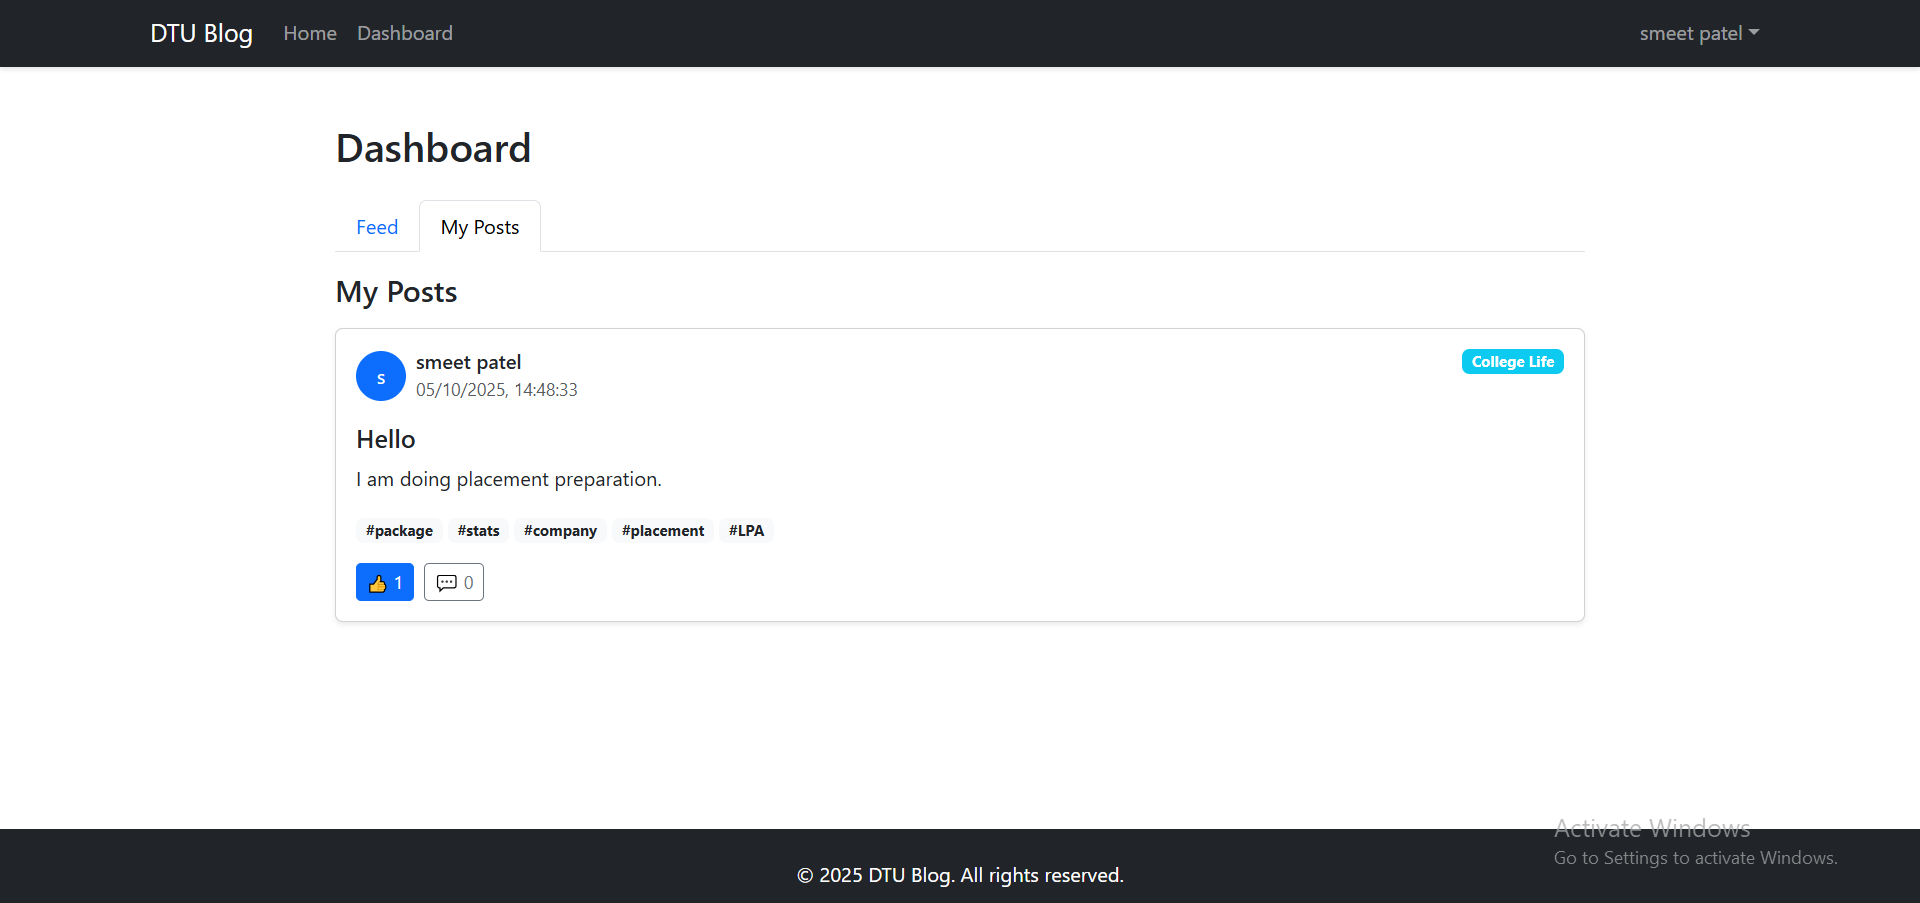 DTU Blog Home Dashboard smeet patel
Dashboard
Feed My Posts
My Posts
s
smeet patel College Life
05/10/2025, 14:48:33
Hello
I am doing placement preparation.
#package #stats #company #placement #LPA
👍 1 💬 0
Activate Windows
Go to Settings to activate Windows.
© 2025 DTU Blog. All rights reserved.